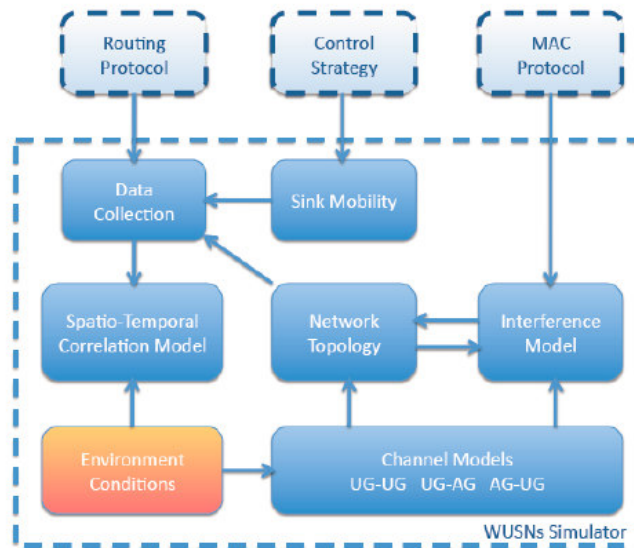 Routing
Protocol
Control
Strategy
MAC
Protocol
Data
Collection
Sink Mobility
Spatio-Temporal
Correlation Model
Network
Topology
Interference
Model
Environment
Conditions
Channel Models
UG-UG UG-AG AG-UG
WUSNs Simulator